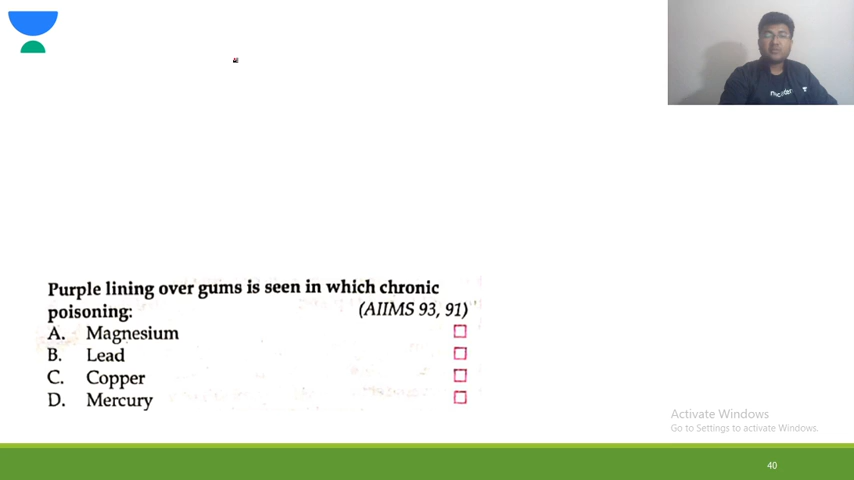 Purple lining over gums is seen in which chronic
poisoning: (AIIMS 93, 91)
A. Magnesium
B. Lead
C. Copper
D. Mercury
Activate Windows
Go to Settings to activate Windows.
40